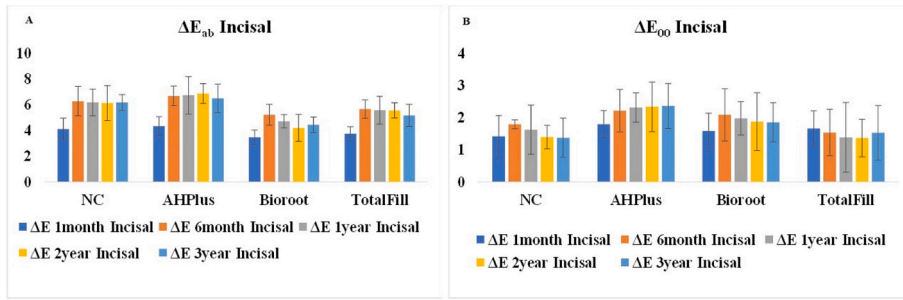 A
ΔEab Incisal
10
8
6
4
2
0
NC AHPlus Bioroot TotalFill
ΔE 1month Incisal ΔE 6month Incisal ΔE 1year Incisal
ΔE 2year Incisal ΔE 3year Incisal
B
ΔE00 Incisal
4
3
2
1
0
NC AHPlus Bioroot TotalFill
ΔE 1month Incisal ΔE 6month Incisal ΔE 1year Incisal
ΔE 2year Incisal ΔE 3year Incisal